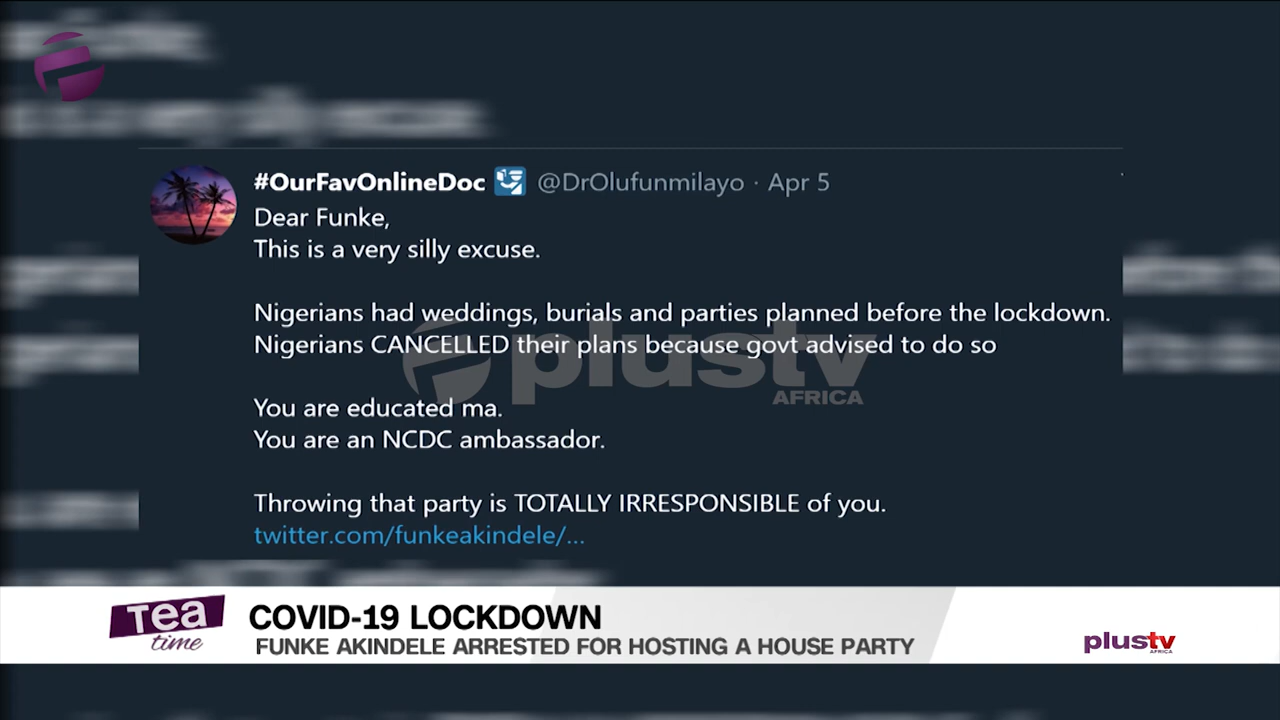 #OurFavOnlineDoc @DrOlufunmilayo · Apr 5
Dear Funke,
This is a very silly excuse.
Nigerians had weddings, burials and parties planned before the lockdown.
Nigerians CANCELLED their plans because govt advised to do so
plustv
AFRICA
You are educated ma.
You are an NCDC ambassador.
Throwing that party is TOTALLY IRRESPONSIBLE of you.
twitter.com/funkeakindele/...
Tea
time
COVID-19 LOCKDOWN
FUNKE AKINDELE ARRESTED FOR HOSTING A HOUSE PARTY
plustv
AFRICA